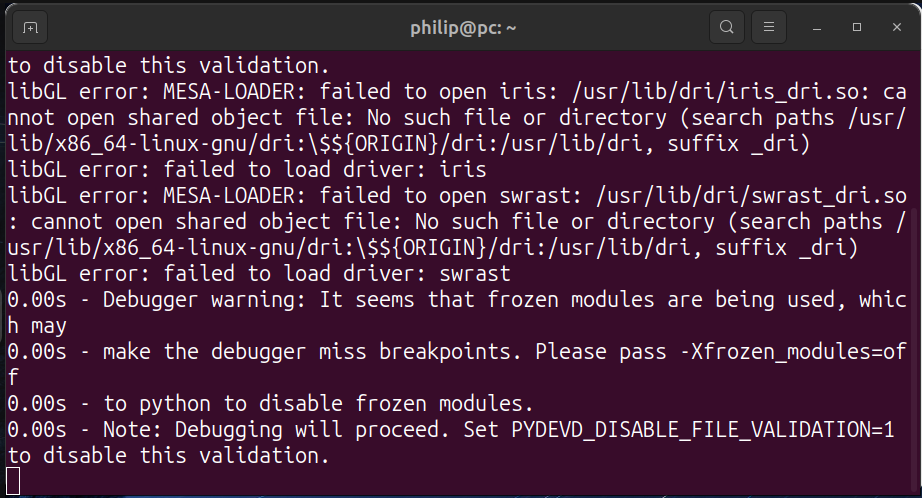 philip@pc: ~
to disable this validation.
libGL error: MESA-LOADER: failed to open iris: /usr/lib/dri/iris_dri.so: ca
nnot open shared object file: No such file or directory (search paths /usr/
lib/x86_64-linux-gnu/dri:\$${ORIGIN}/dri:/usr/lib/dri, suffix _dri)
libGL error: failed to load driver: iris
libGL error: MESA-LOADER: failed to open swrast: /usr/lib/dri/swrast_dri.so
: cannot open shared object file: No such file or directory (search paths /
usr/lib/x86_64-linux-gnu/dri:\$${ORIGIN}/dri:/usr/lib/dri, suffix _dri)
libGL error: failed to load driver: swrast
0.00s - Debugger warning: It seems that frozen modules are being used, whic
h may
0.00s - make the debugger miss breakpoints. Please pass -Xfrozen_modules=of
f
0.00s - to python to disable frozen modules.
0.00s - Note: Debugging will proceed. Set PYDEVD_DISABLE_FILE_VALIDATION=1
to disable this validation.